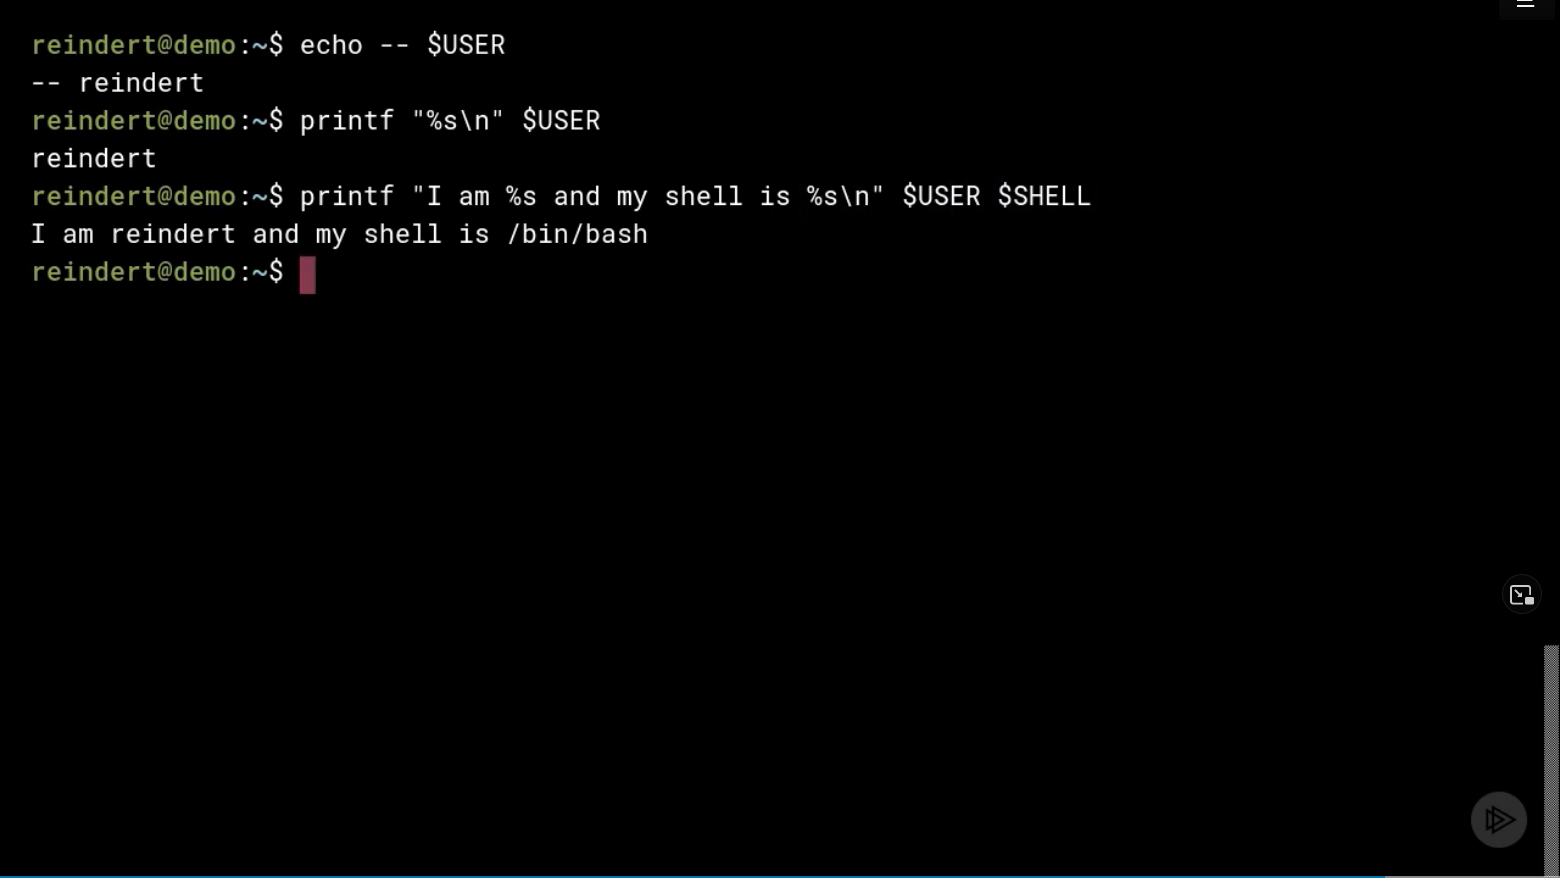 reindert@demo:~$ echo -- $USER
-- reindert
reindert@demo:~$ printf "%s\n" $USER
reindert
reindert@demo:~$ printf "I am %s and my shell is %s\n" $USER $SHELL
I am reindert and my shell is /bin/bash
reindert@demo:~$